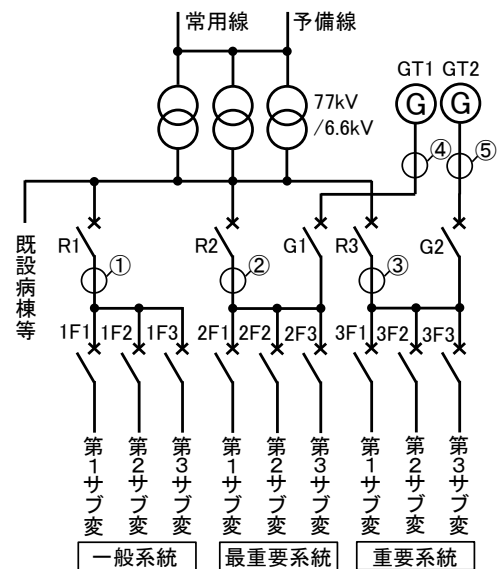 常用線
予備線
GT1
GT2
G
G
77kV
/6.6kV
④
⑤
既設病棟等
R1
R2
G1
R3
G2
①
②
③
1F1
1F2
1F3
2F1
2F2
2F3
3F1
3F2
3F3
第1サブ変
第2サブ変
第3サブ変
第1サブ変
第2サブ変
第3サブ変
第1サブ変
第2サブ変
第3サブ変
一般系統
最重要系統
重要系統